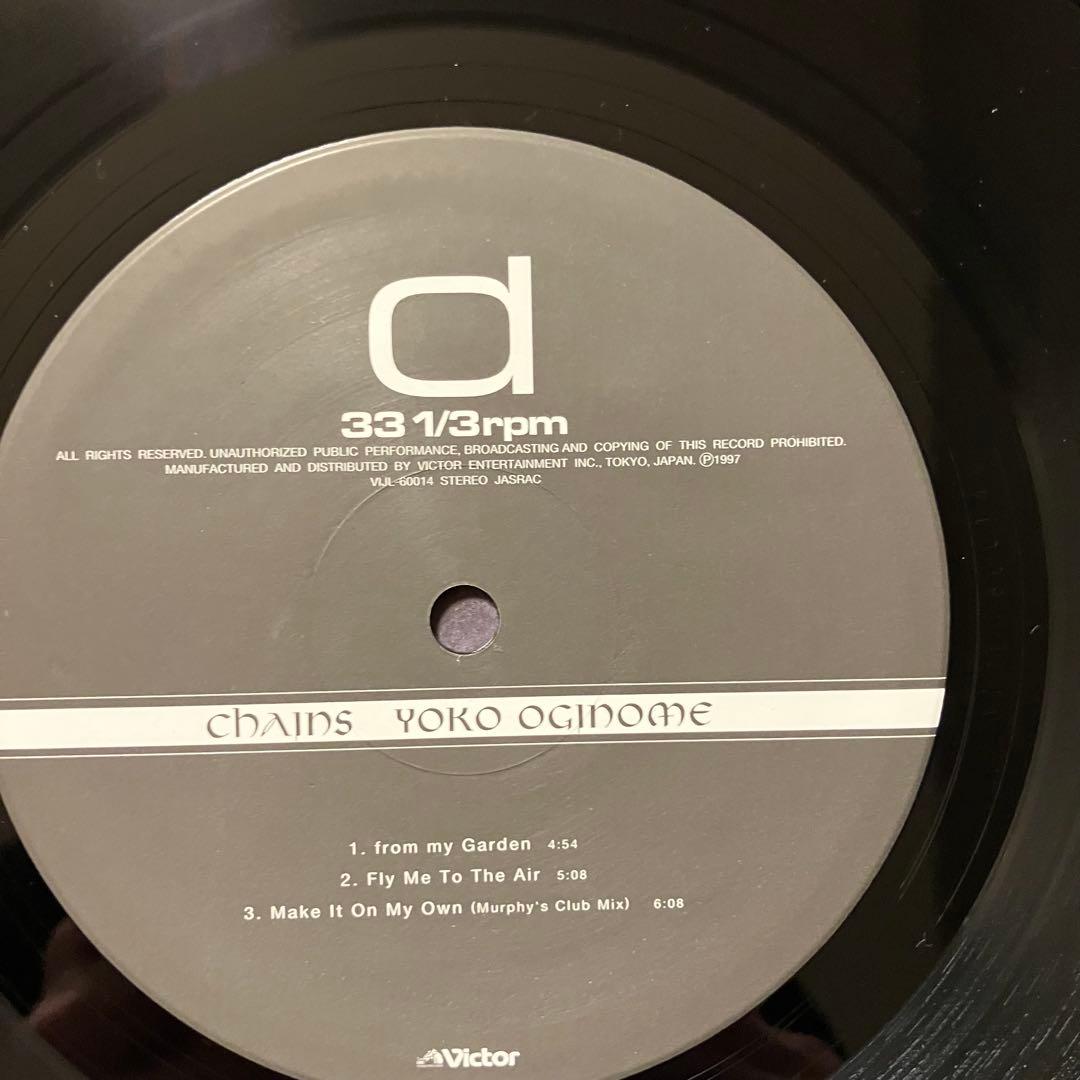 d
33 1/3 rpm
ALL RIGHTS RESERVED. UNAUTHORIZED PUBLIC PERFORMANCE, BROADCASTING AND COPYING OF THIS RECORD PROHIBITED.
MANUFACTURED AND DISTRIBUTED BY VICTOR ENTERTAINMENT INC., TOKYO, JAPAN. Ⓟ1997
VIJL-60014 STEREO JASRAC
chains YOKO OGINOME
1. from my Garden 4:54
2. Fly Me To The Air 5:08
3. Make It On My Own (Murphy's Club Mix) 6:08
Victor